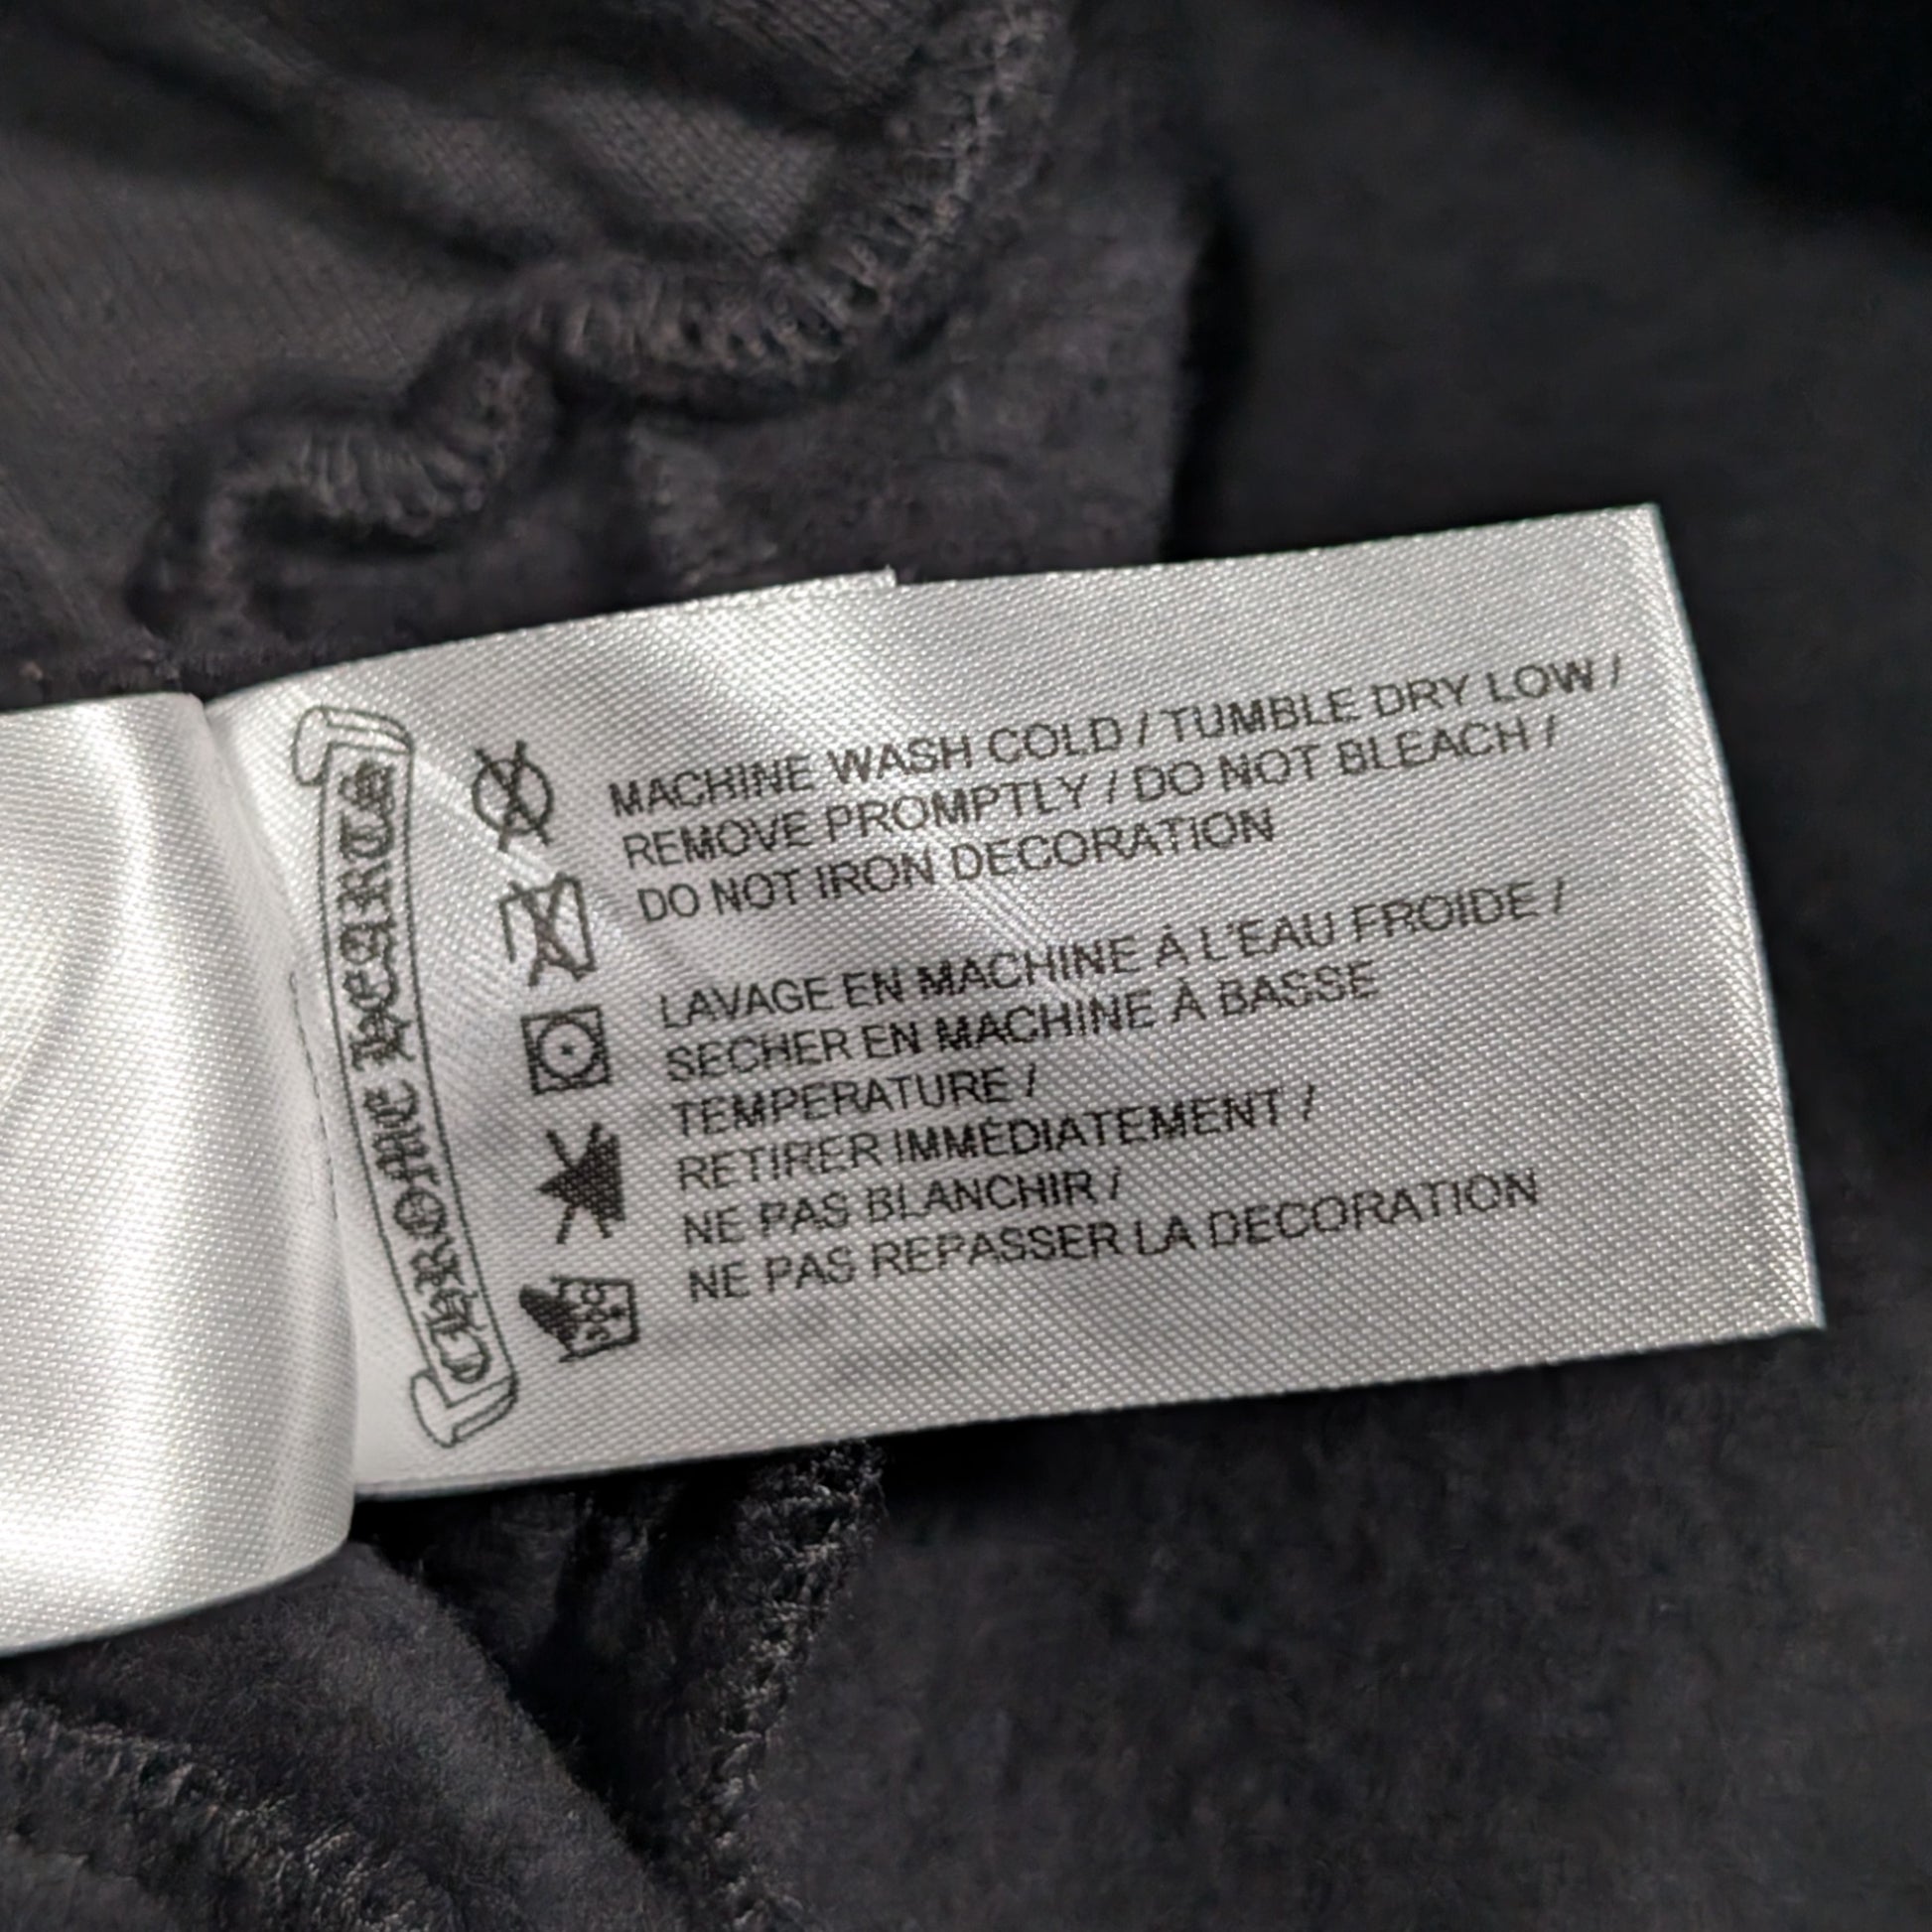 CHROME HEARTS
MACHINE WASH COLD / TUMBLE DRY LOW /
REMOVE PROMPTLY / DO NOT BLEACH /
DO NOT IRON DECORATION
LAVAGE EN MACHINE À L'EAU FROIDE /
SECHER EN MACHINE À BASSE
TEMPERATURE /
RETIRER IMMÉDIATEMENT /
NE PAS BLANCHIR /
NE PAS REPASSER LA DECORATION